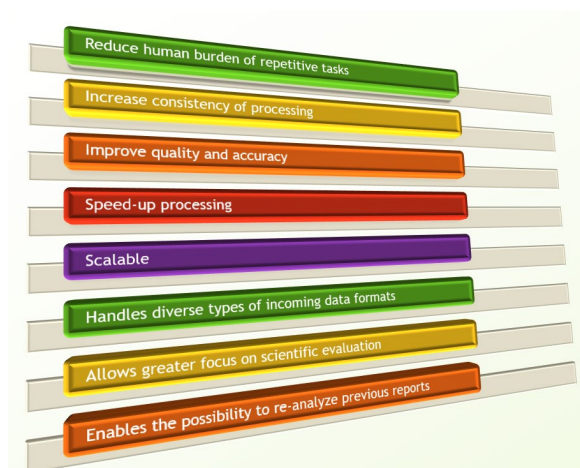 Reduce human burden of repetitive tasks
Increase consistency of processing
Improve quality and accuracy
Speed-up processing
Scalable
Handles diverse types of incoming data formats
Allows greater focus on scientific evaluation
Enables the possibility to re-analyze previous reports